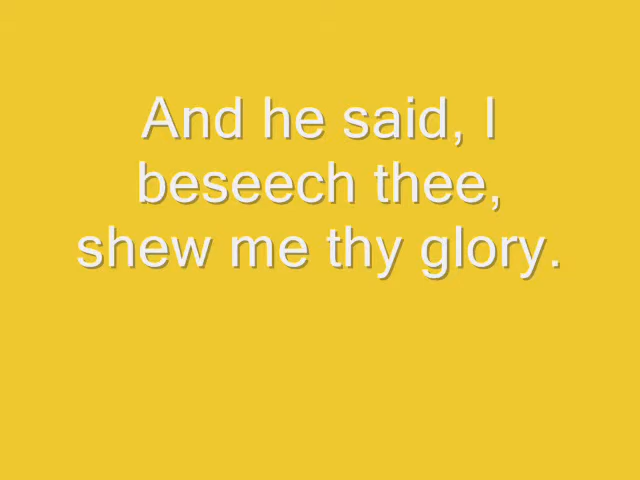 And he said, I
beseech thee,
shew me thy glory.